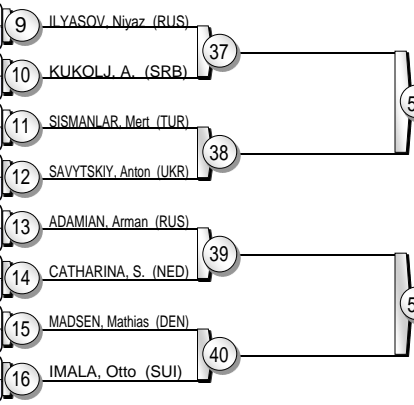 9 ILYASOV, Niyaz (RUS)
37
10 KUKOLJ, A. (SRB)
11 SISMANLAR, Mert (TUR)
38
12 SAVYTSKIY, Anton (UKR)
13 ADAMIAN, Arman (RUS)
39
14 CATHARINA, S. (NED)
15 MADSEN, Mathias (DEN)
40
16 IMALA, Otto (SUI)